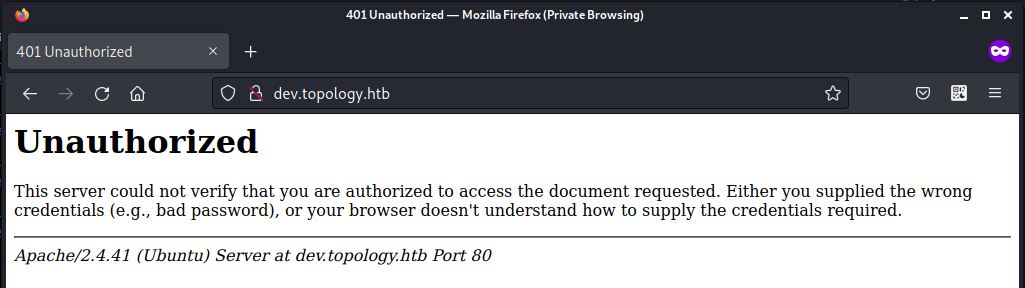 401 Unauthorized — Mozilla Firefox (Private Browsing)
401 Unauthorized
dev.topology.htb
Unauthorized
This server could not verify that you are authorized to access the document requested. Either you supplied the wrong
credentials (e.g., bad password), or your browser doesn't understand how to supply the credentials required.
Apache/2.4.41 (Ubuntu) Server at dev.topology.htb Port 80